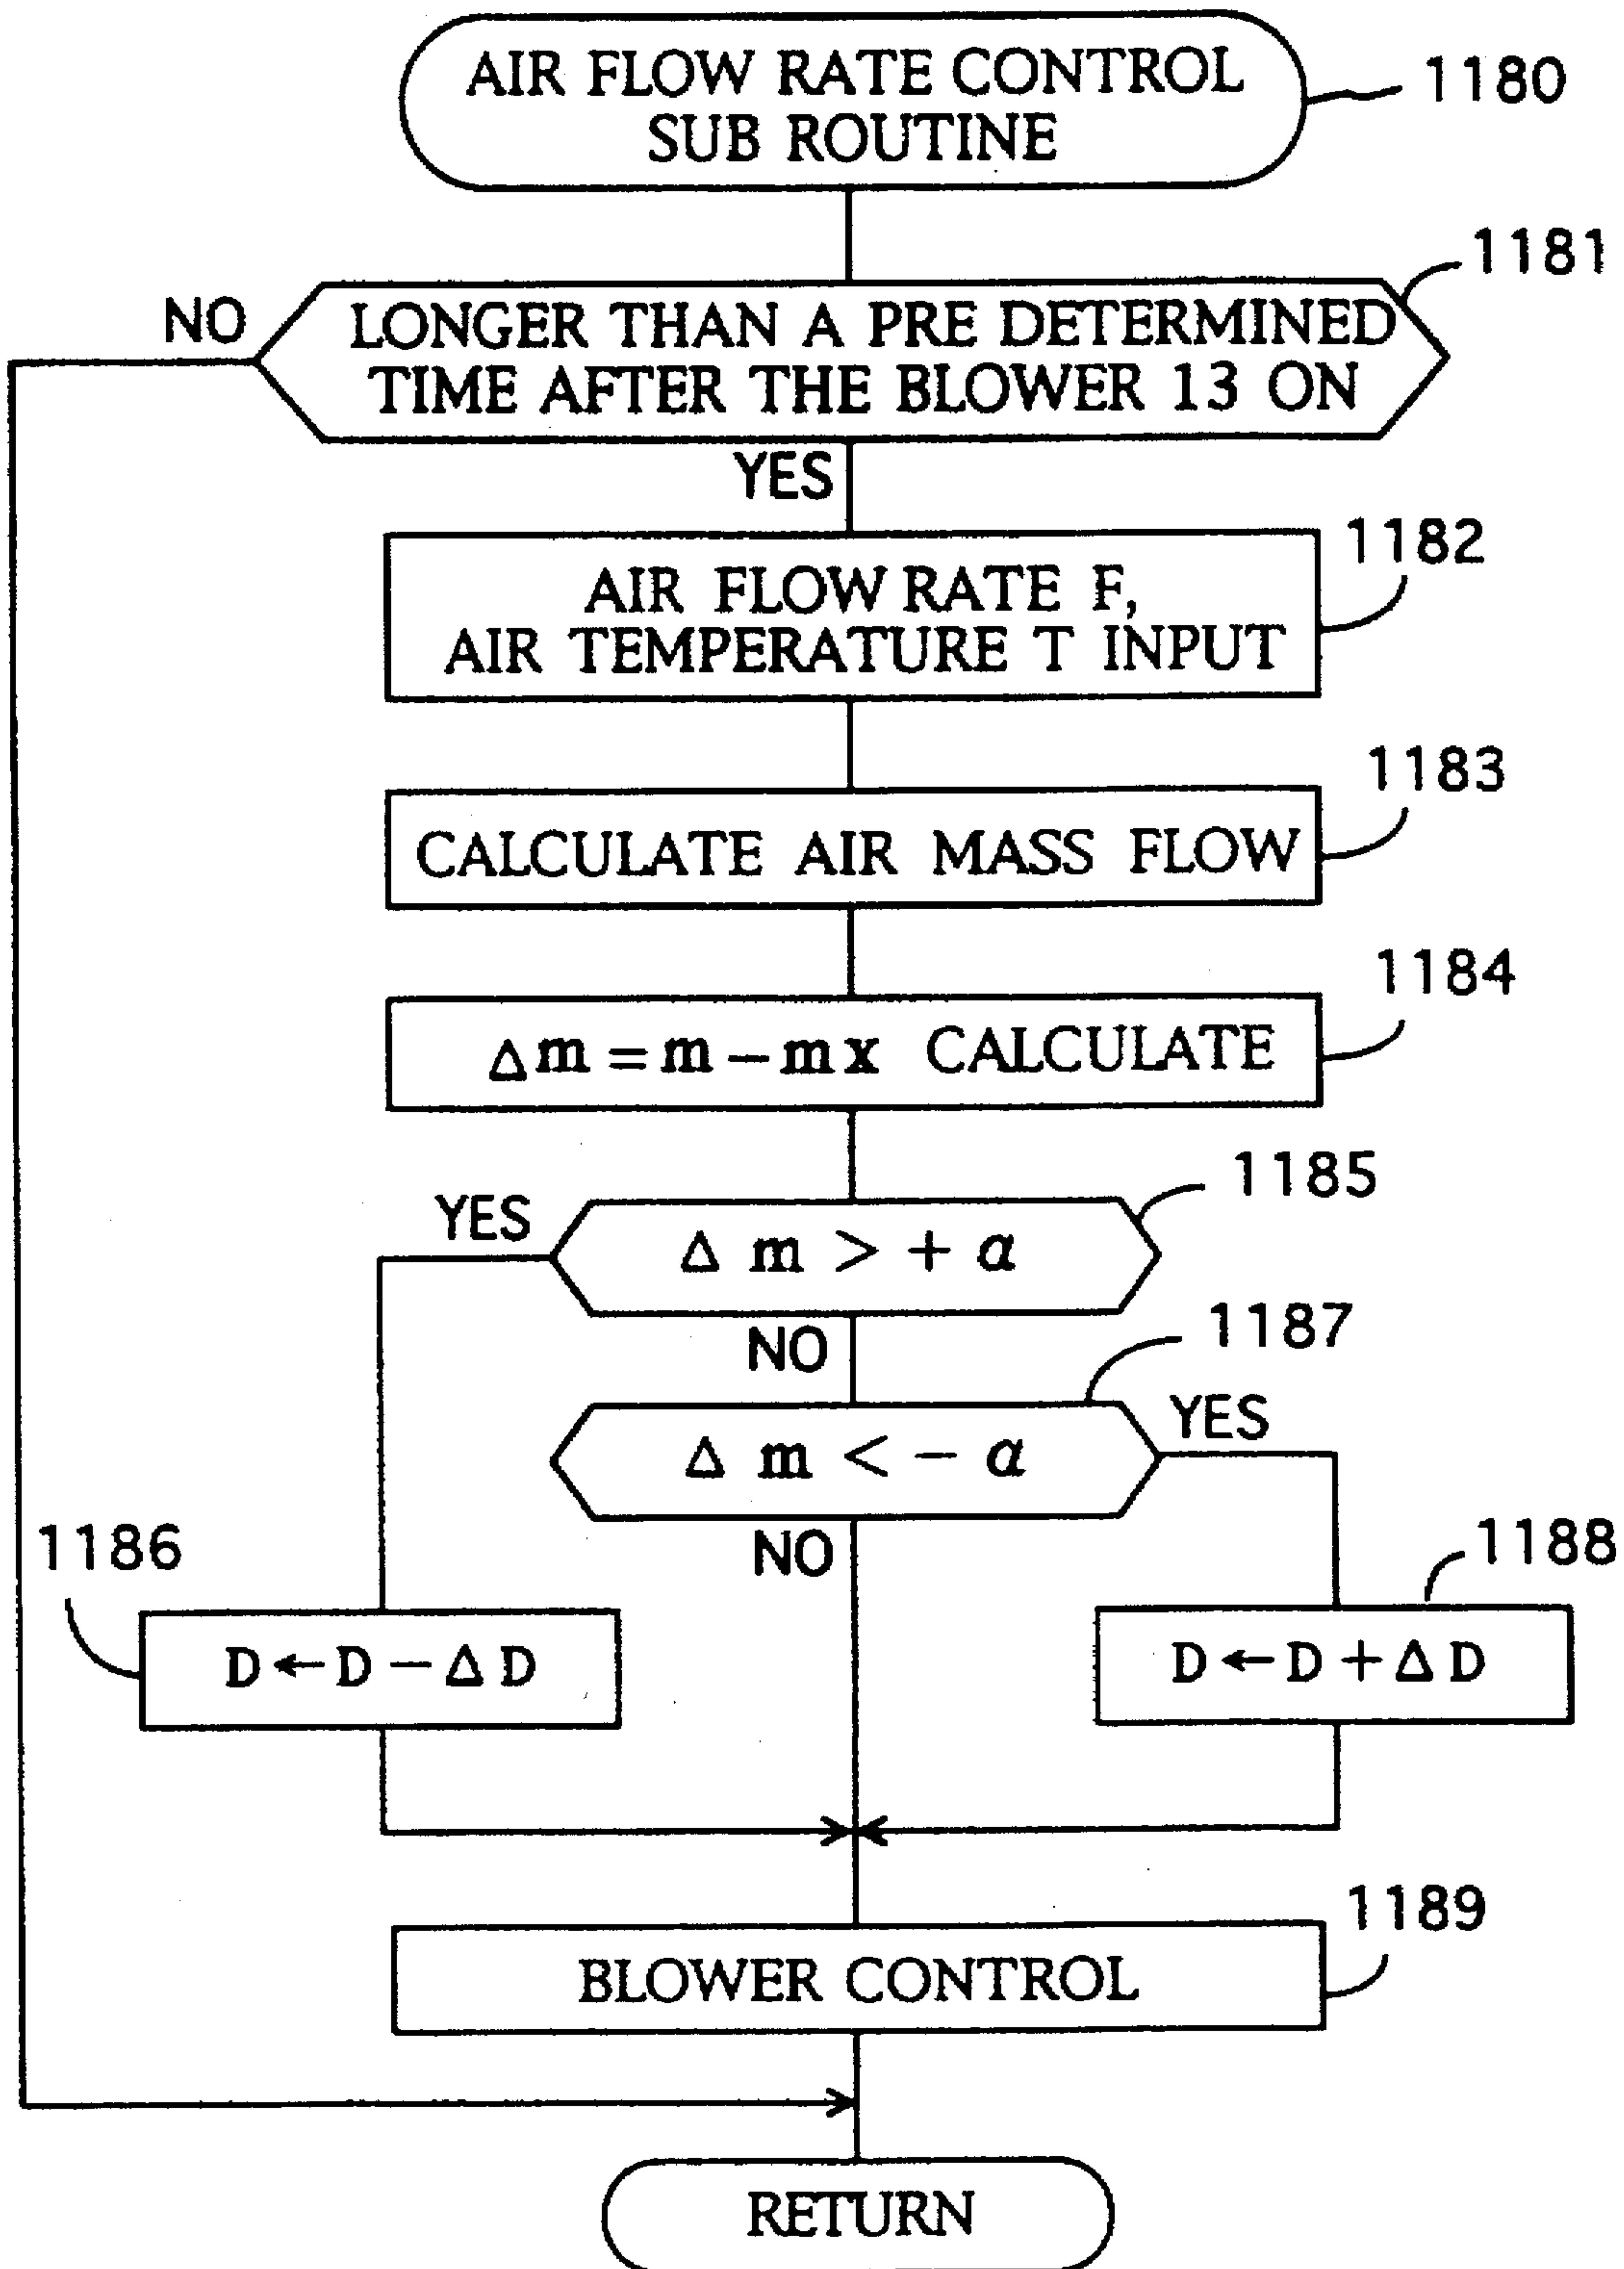 AIR FLOW RATE CONTROL
SUB ROUTINE
1180
1181
NO
LONGER THAN A PRE DETERMINED
TIME AFTER THE BLOWER 13 ON
YES
1182
AIR FLOW RATE F,
AIR TEMPERATURE T INPUT
1183
CALCULATE AIR MASS FLOW
1184
Δm = m − mx CALCULATE
1185
YES
Δ m > + α
NO
1187
YES
Δ m < − α
NO
1186
1188
D ← D − Δ D
D ← D + Δ D
1189
BLOWER CONTROL
RETURN